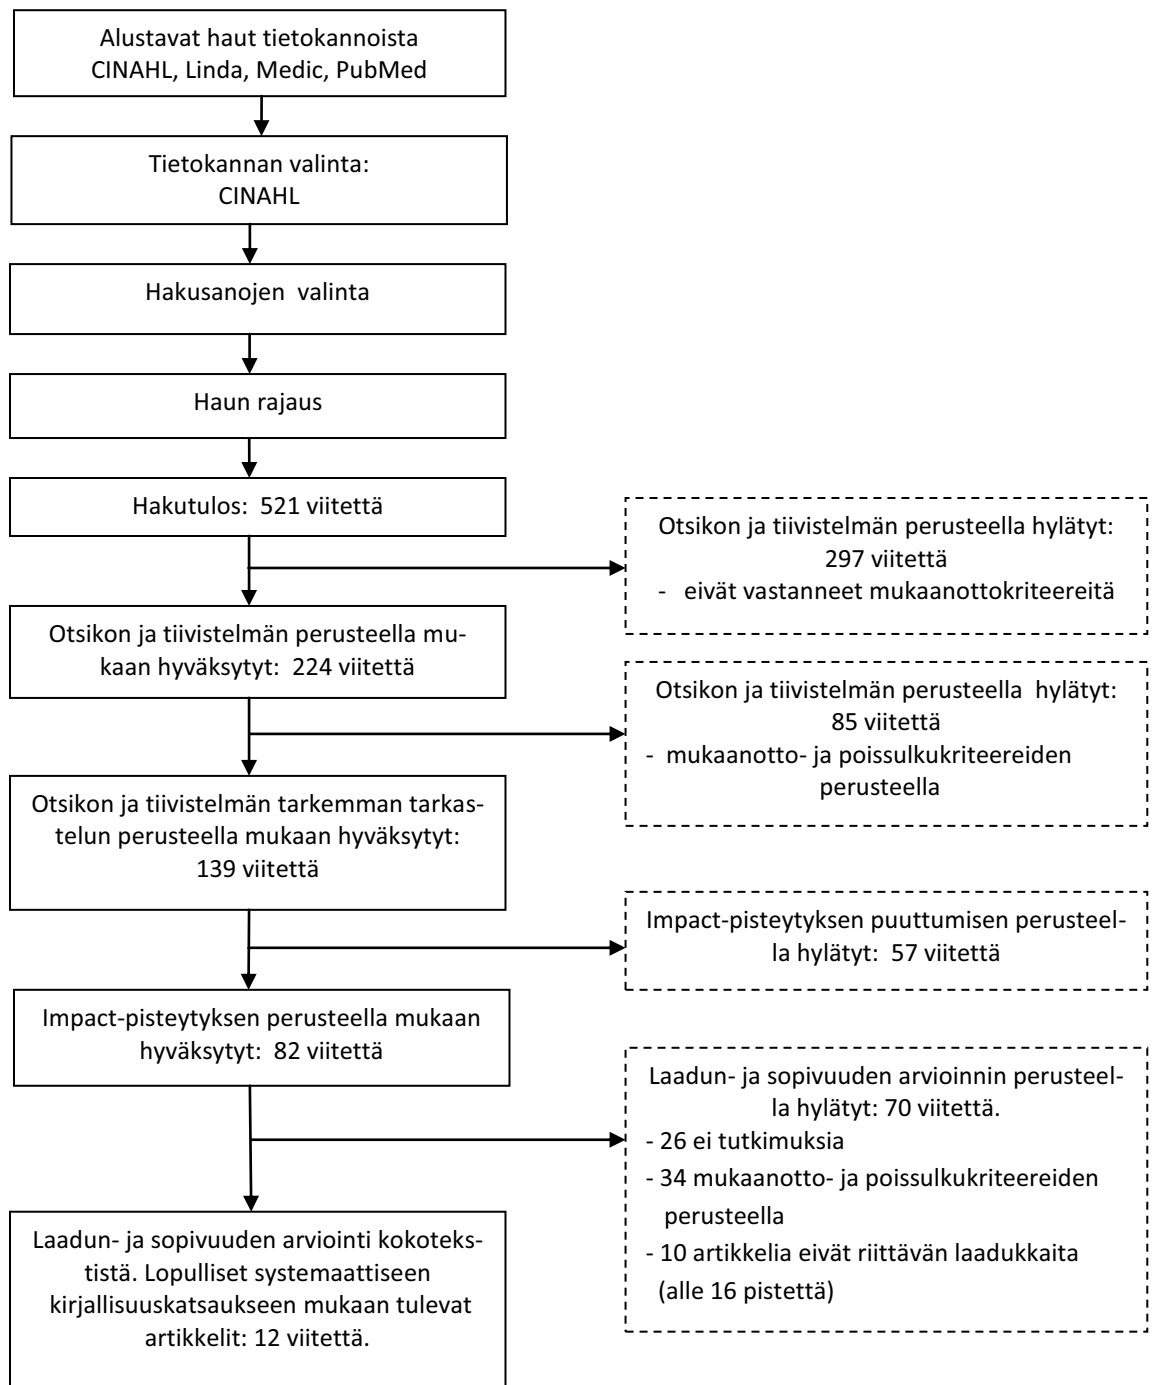 Alustavat haut tietokannoista
CINAHL, Linda, Medic, PubMed
Tietokannan valinta:
CINAHL
Hakusanojen valinta
Haun rajaus
Hakutulos: 521 viitettä
Otsikon ja tiivistelmän perusteella hylätyt:
297 viitettä
- eivät vastanneet mukaanottokriteereitä
Otsikon ja tiivistelmän perusteella mu-
kaan hyväksytyt: 224 viitettä
Otsikon ja tiivistelmän perusteella hylätyt:
85 viitettä
- mukaanotto- ja poissulkukriteereiden
perusteella
Otsikon ja tiivistelmän tarkemman tarkas-
telun perusteella mukaan hyväksytyt:
139 viitettä
Impact-pisteytyksen puuttumisen perusteel-
la hylätyt: 57 viitettä
Impact-pisteytyksen perusteella mukaan
hyväksytyt: 82 viitettä
Laadun- ja sopivuuden arvioinnin perusteel-
la hylätyt: 70 viitettä.
- 26 ei tutkimuksia
- 34 mukaanotto- ja poissulkukriteereiden
perusteella
- 10 artikkelia eivät riittävän laadukkaita
(alle 16 pistettä)
Laadun- ja sopivuuden arviointi kokoteks-
tistä. Lopulliset systemaattiseen
kirjallisuuskatsaukseen mukaan tulevat
artikkelit: 12 viitettä.